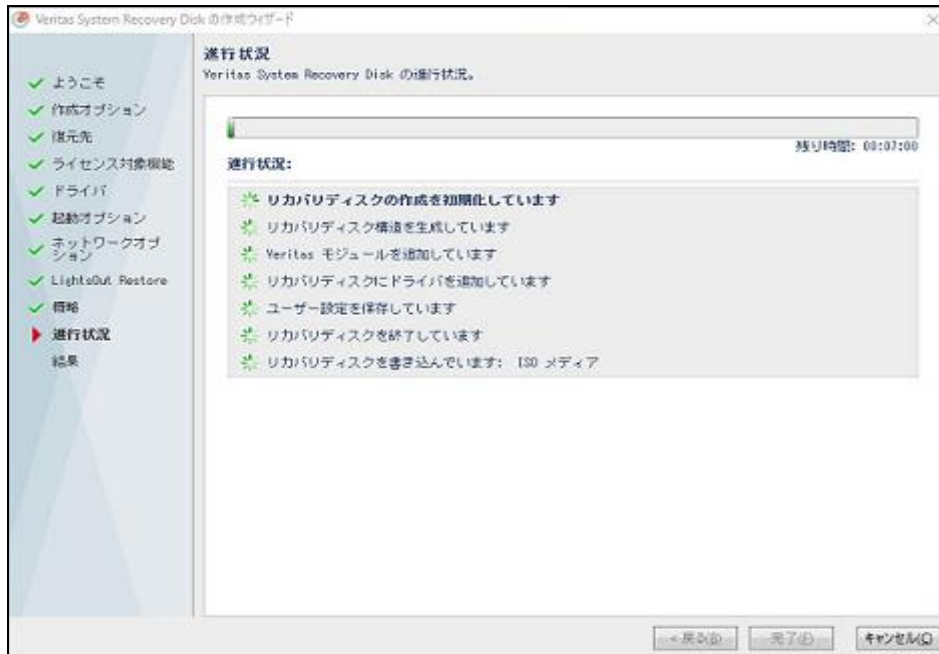 Veritas System Recovery Disk の作成ウィザード
ようこそ
作成オプション
復元先
ライセンス対象機能
ドライバ
起動オプション
ネットワークオプ
ション
LightsOut Restore
概略
進行状況
結果
進行状況
Veritas System Recovery Disk の進行状況。
残り時間: 00:07:00
進行状況:
リカバリディスクの作成を初期化しています
リカバリディスク構造を生成しています
Veritas モジュールを追加しています
リカバリディスクにドライバを追加しています
ユーザー設定を保存しています
リカバリディスクを終了しています
リカバリディスクを書き込んでいます: ISO メディア
< 戻る(B)
完了(F)
キャンセル(C)